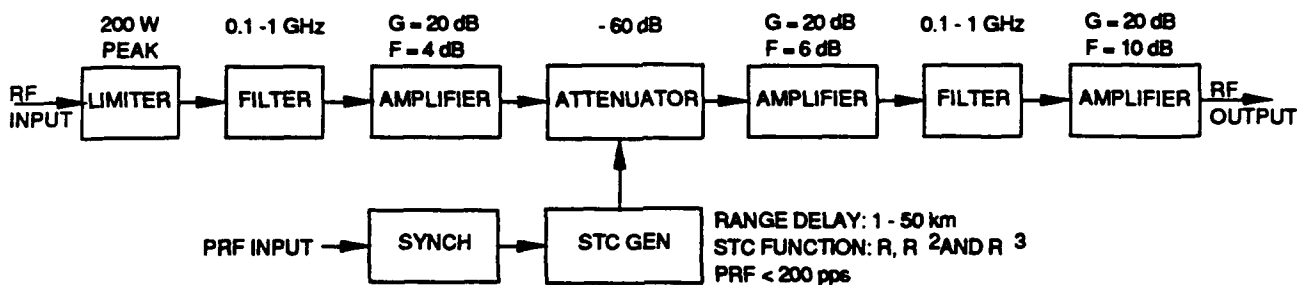 200 W
PEAK
0.1 -1 GHz
G = 20 dB
F = 4 dB
- 60 dB
G = 20 dB
F = 6 dB
0.1 -1 GHz
G = 20 dB
F = 10 dB
RF
INPUT
LIMITER
FILTER
AMPLIFIER
ATTENUATOR
AMPLIFIER
FILTER
AMPLIFIER
RF
OUTPUT
PRF INPUT
SYNCH
STC GEN
RANGE DELAY: 1 - 50 km
STC FUNCTION: R, R 2 AND R 3
PRF < 200 pps